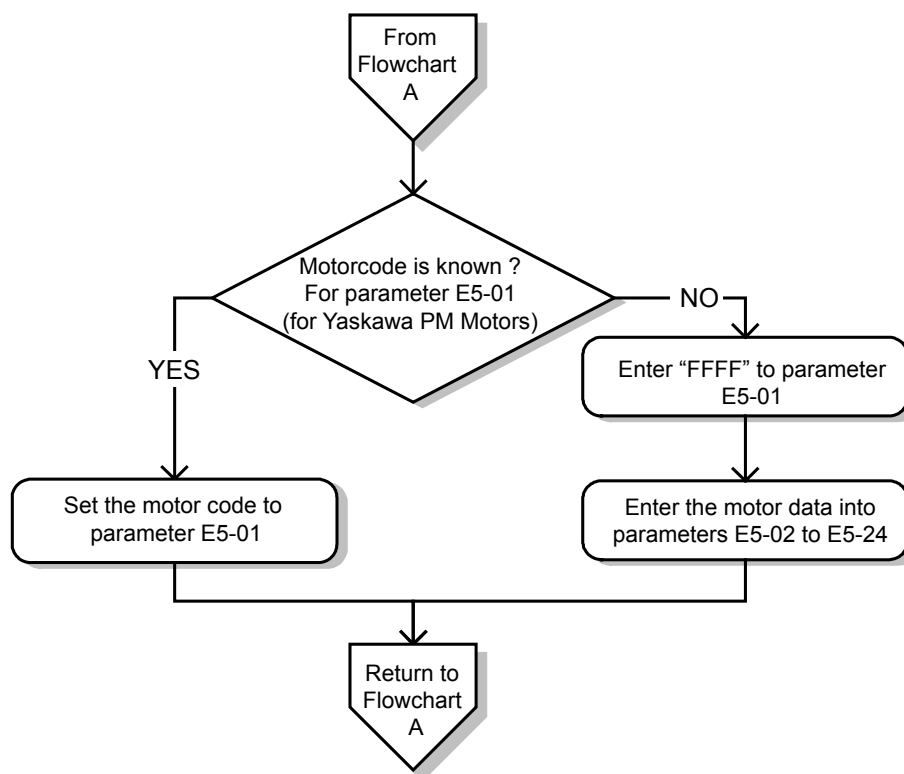 From
Flowchart
A
Motorcode is known ?
For parameter E5-01
(for Yaskawa PM Motors)
YES
NO
Enter “FFFF” to parameter
E5-01
Set the motor code to
parameter E5-01
Enter the motor data into
parameters E5-02 to E5-24
Return to
Flowchart
A